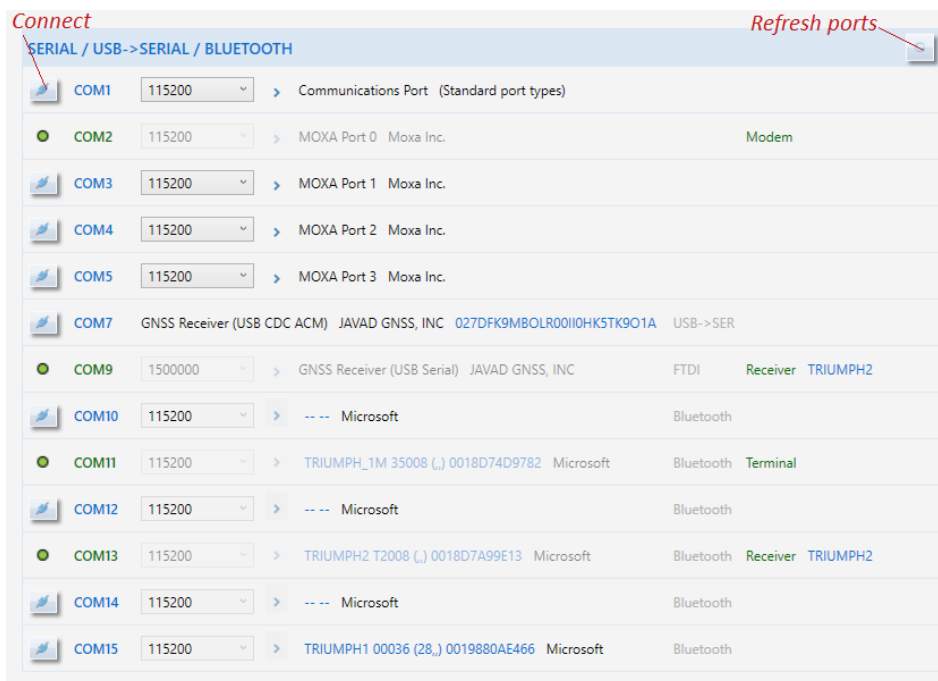 Connect
Refresh ports
SERIAL / USB->SERIAL / BLUETOOTH
COM1 115200 > Communications Port (Standard port types)
COM2 115200 > MOXA Port 0 Moxa Inc. Modem
COM3 115200 > MOXA Port 1 Moxa Inc.
COM4 115200 > MOXA Port 2 Moxa Inc.
COM5 115200 > MOXA Port 3 Moxa Inc.
COM7 GNSS Receiver (USB CDC ACM) JAVAD GNSS, INC 027DFK9MBOLR00II0HK5TK9O1A USB->SER
COM9 1500000 > GNSS Receiver (USB Serial) JAVAD GNSS, INC FTDI Receiver TRIUMPH2
COM10 115200 > -- -- Microsoft Bluetooth
COM11 115200 > TRIUMPH_1M 35008 (,,) 0018D74D9782 Microsoft Bluetooth Terminal
COM12 115200 > -- -- Microsoft Bluetooth
COM13 115200 > TRIUMPH2 T2008 (,,) 0018D7A99E13 Microsoft Bluetooth Receiver TRIUMPH2
COM14 115200 > -- -- Microsoft Bluetooth
COM15 115200 > TRIUMPH1 00036 (28,,) 0019880AE466 Microsoft Bluetooth